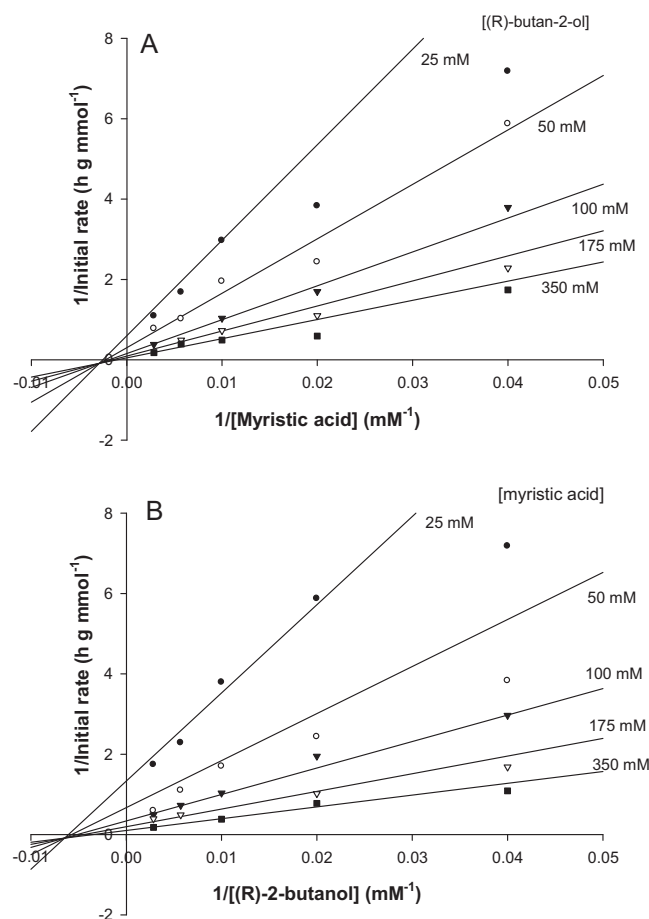 A
[(R)-butan-2-ol]
8
6
4
2
0
-2
25 mM
50 mM
100 mM
175 mM
350 mM
-0.01
0.00
0.01
0.02
0.03
0.04
0.05
1/Initial rate (h g mmol⁻¹)
1/[Myristic acid] (mM⁻¹)
B
[myristic acid]
8
6
4
2
0
-2
25 mM
50 mM
100 mM
175 mM
350 mM
-0.01
0.00
0.01
0.02
0.03
0.04
0.05
1/Initial rate (h g mmol⁻¹)
1/[(R)-2-butanol] (mM⁻¹)